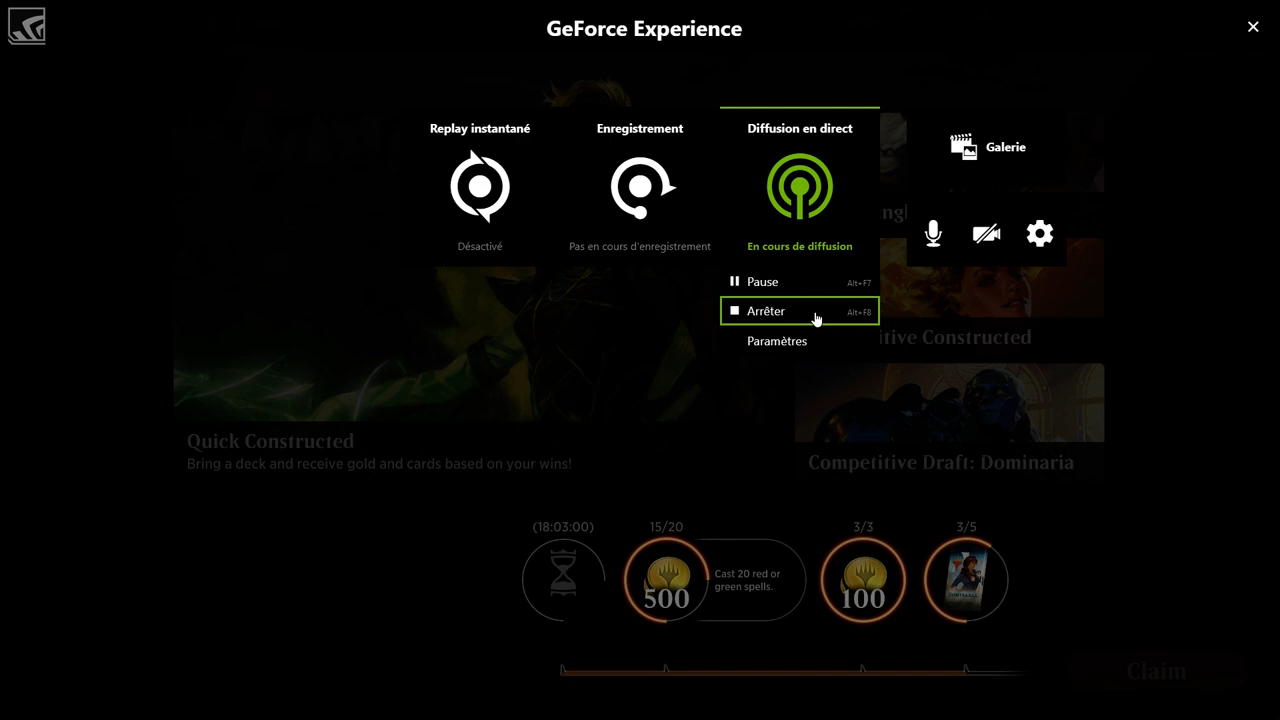 GeForce Experience
Replay instantané
Enregistrement
Diffusion en direct
Galerie
Désactivé
Pas en cours d'enregistrement
En cours de diffusion
Pause
Alt+F7
Arrêter
Alt+F8
Paramètres
itive Constructed
Quick Constructed
Bring a deck and receive gold and cards based on your wins!
Competitive Draft: Dominaria
(18:03:00)
15/20
3/3
3/5
Cast 20 red or
green spells.
500
100
Claim